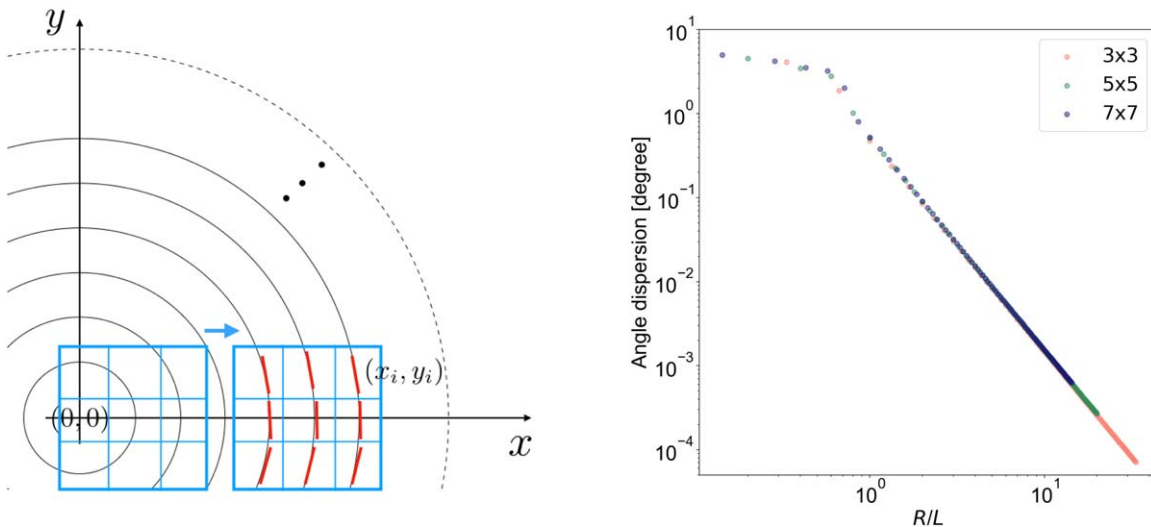 y
(0, 0)
(x_i, y_i)
x
10^1
10^0
10^{-1}
10^{-2}
10^{-3}
10^{-4}
Angle dispersion [degree]
3x3
5x5
7x7
10^0
10^1
R/L